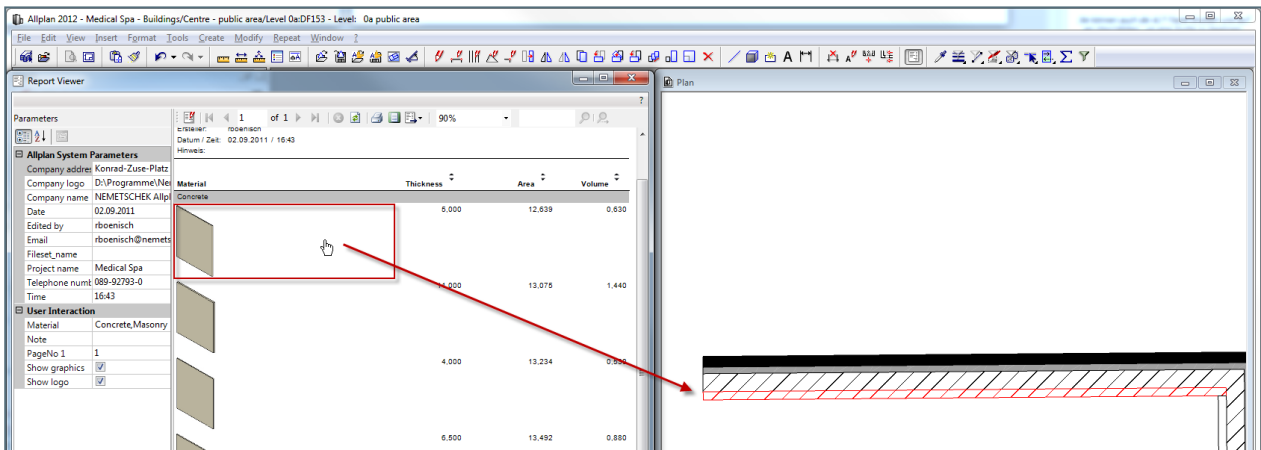 Allplan 2012 - Medical Spa - Buildings/Centre - public area/Level 0a:DF153 - Level: 0a public area
File Edit View Insert Format Tools Create Modify Repeat Window ?
Report Viewer
Plan
?
Parameters
1 of 1 90%
Ersteller: rboenisch
Datum / Zeit: 02.09.2011 / 16:43
Hinweis:
Allplan System Parameters
Company addre: Konrad-Zuse-Platz
Company logo D:\Programme\Ne
Company name NEMETSCHEK Allpl
Date 02.09.2011
Edited by rboenisch
Email rboenisch@nemets
Fileset_name
Project name Medical Spa
Telephone numb 089-92793-0
Time 16:43
User Interaction
Material Concrete,Masonry
Note
PageNo 1 1
Show graphics
Show logo
Material Thickness Area Volume
Concrete
5,000 12,639 0,630
13,075 1,440
4,000 13,234
6,500 13,492 0,880